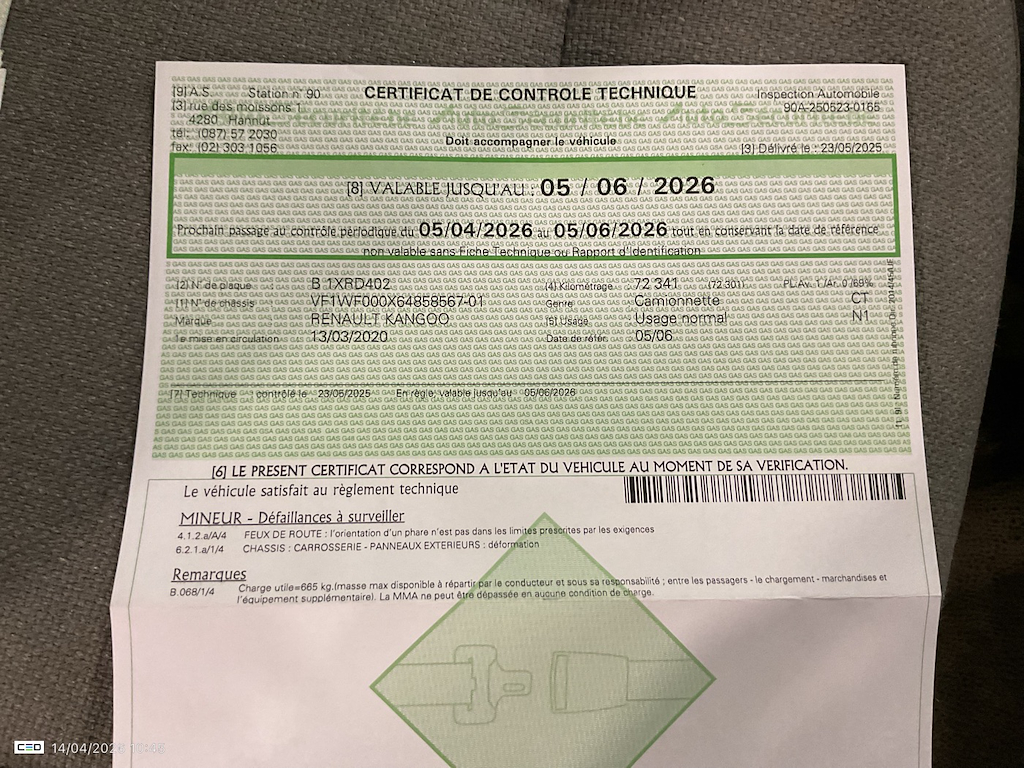 [9] A.S. Station n° 90 CERTIFICAT DE CONTROLE TECHNIQUE Inspection Automobile
[3] rue des moissons 1 90A-250523-0165
4280 Hannut
tél.: (087) 57 2030 Doit accompagner le véhicule
fax: (02) 303 1056 [3] Délivré le : 23/05/2025
[8] VALABLE JUSQU'AU : 05 / 06 / 2026
Prochain passage au contrôle périodique du 05/04/2026 au 05/06/2026 tout en conservant la date de référence
non valable sans Fiche Technique ou Rapport d'identification
[2] N° de plaque B 1XRD402 (4) Kilométrage 72 341 (72 301) PL.Av. 1 /Ar. 0 /69%
[1] N° de chassis VF1WF000X64858567-01 Genre Camionnette CT
Marque RENAULT KANGOO [5] Usage Usage normal N1
1e mise en circulation 13/03/2020 Date de référ. 05/06
[7] Technique : contrôlé le 23/05/2025 En règle, valable jusqu'au 05/06/2026
[6] LE PRESENT CERTIFICAT CORRESPOND A L'ETAT DU VEHICULE AU MOMENT DE SA VERIFICATION.
Le véhicule satisfait au règlement technique
MINEUR - Défaillances à surveiller
4.1.2.a/A/4 FEUX DE ROUTE : l'orientation d'un phare n'est pas dans les limites prescrites par les exigences
6.2.1.a/1/4 CHASSIS : CARROSSERIE - PANNEAUX EXTERIEURS : déformation
Remarques
B.068/1/4 Charge utile=665 kg.(masse max disponible à répartir par le conducteur et sous sa responsabilité ; entre les passagers - le chargement - marchandises et
l'équipement supplémentaire). La MMA ne peut être dépassée en aucune condition de charge.
CEO 14/04/202